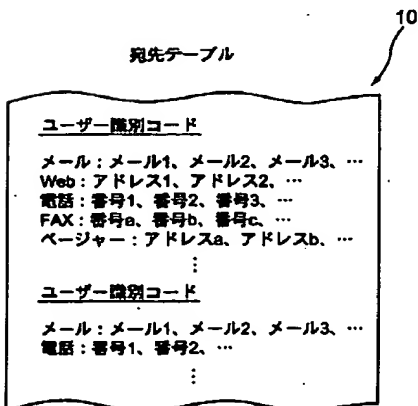 10
宛先テーブル
ユーザー識別コード
メール：メール1、メール2、メール3、…
Web：アドレス1、アドレス2、…
電話：番号1、番号2、番号3、…
FAX：番号a、番号b、番号c、…
ページャー：アドレスa、アドレスb、…
⋮
ユーザー識別コード
メール：メール1、メール2、メール3、…
電話：番号1、番号2、…
⋮